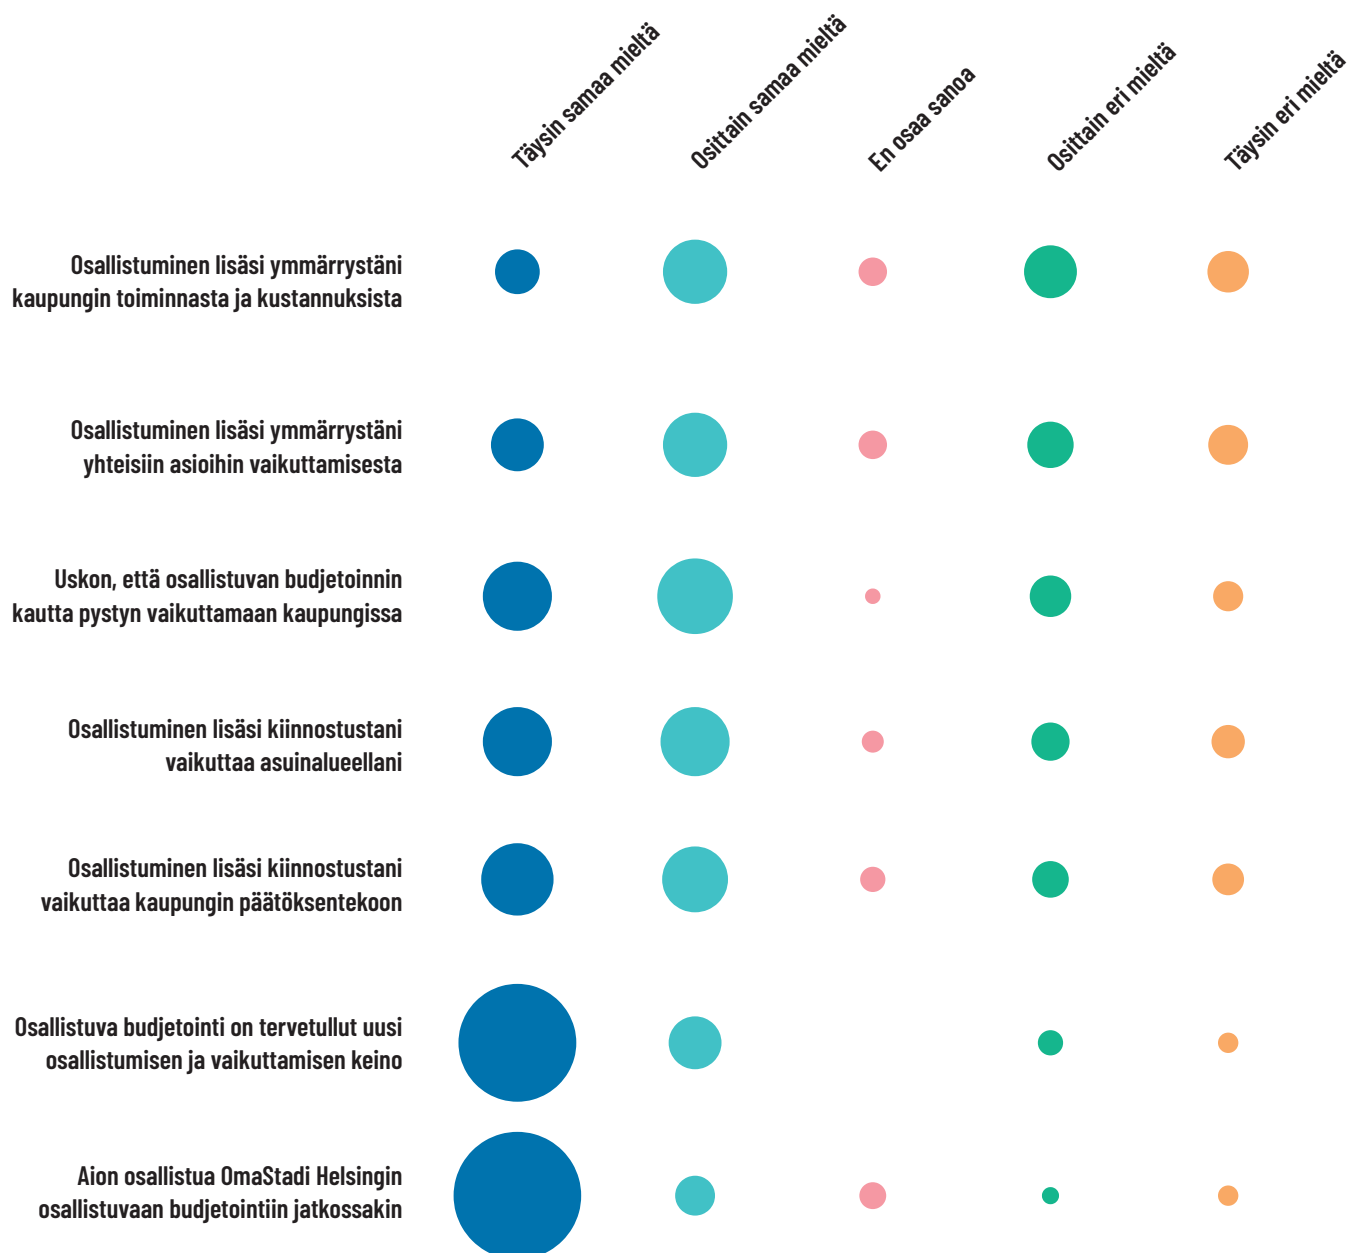 Täysin samaa mieltä
Osittain samaa mieltä
En osaa sanoa
Osittain eri mieltä
Täysin eri mieltä
Osallistuminen lisäsi ymmärrystäni
kaupungin toiminnasta ja kustannuksista
Osallistuminen lisäsi ymmärrystäni
yhteisiin asioihin vaikuttamisesta
Uskon, että osallistuvan budjetoinnin
kautta pystyn vaikuttamaan kaupungissa
Osallistuminen lisäsi kiinnostustani
vaikuttaa asuinalueellani
Osallistuminen lisäsi kiinnostustani
vaikuttaa kaupungin päätöksentekoon
Osallistuva budjetointi on tervetullut uusi
osallistumisen ja vaikuttamisen keino
Aion osallistua OmaStadi Helsingin
osallistuvaan budjetointiin jatkossakin